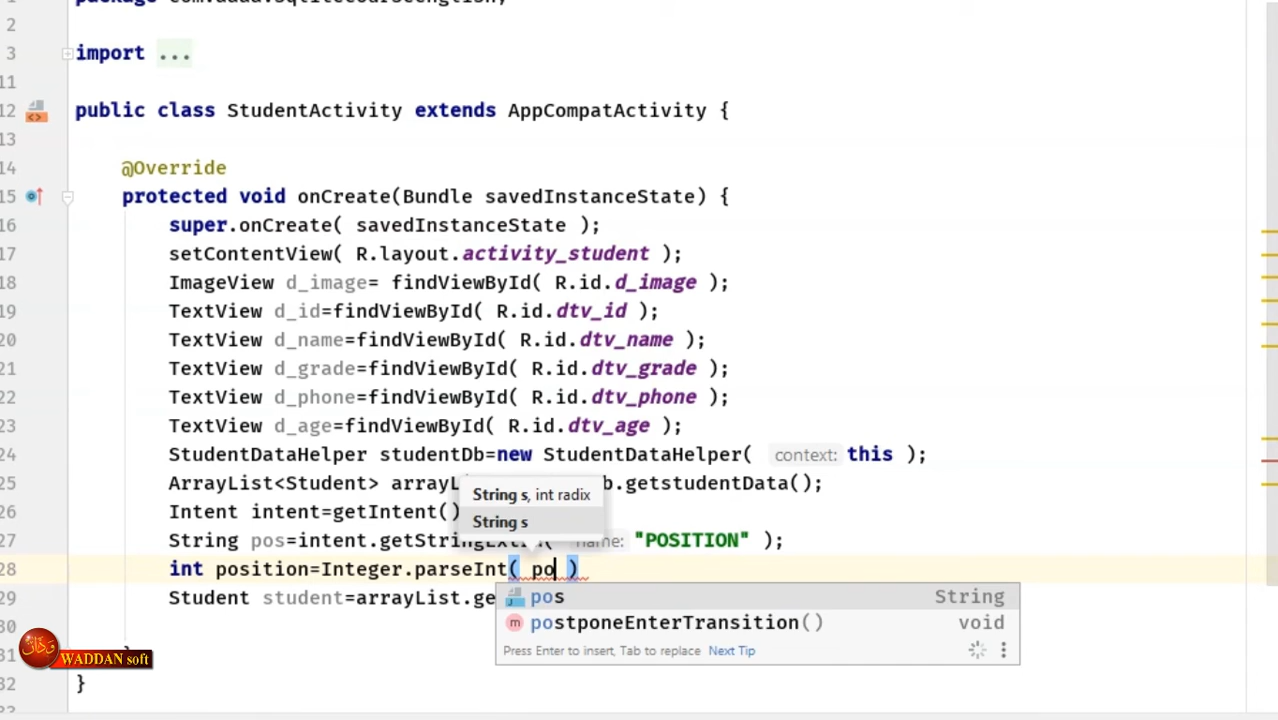 2
3 import ...
11
12 public class StudentActivity extends AppCompatActivity {
13
14 @Override
15 protected void onCreate(Bundle savedInstanceState) {
16 super.onCreate( savedInstanceState );
17 setContentView( R.layout.activity_student );
18 ImageView d_image= findViewById( R.id.d_image );
19 TextView d_id=findViewById( R.id.dtv_id );
20 TextView d_name=findViewById( R.id.dtv_name );
21 TextView d_grade=findViewById( R.id.dtv_grade );
22 TextView d_phone=findViewById( R.id.dtv_phone );
23 TextView d_age=findViewById( R.id.dtv_age );
24 StudentDataHelper studentDb=new StudentDataHelper( context: this );
25 ArrayList<Student> arrayL b.getstudentData();
String s, int radix
26 Intent intent=getIntent()
String s
27 String pos=intent.getStringExtra( name: "POSITION" );
28 int position=Integer.parseInt( po )
29 Student student=arrayList.ge
pos String
postponeEnterTransition() void
30
Press Enter to insert, Tab to replace Next Tip
31 }
ودّان WADDAN soft
32 }
33